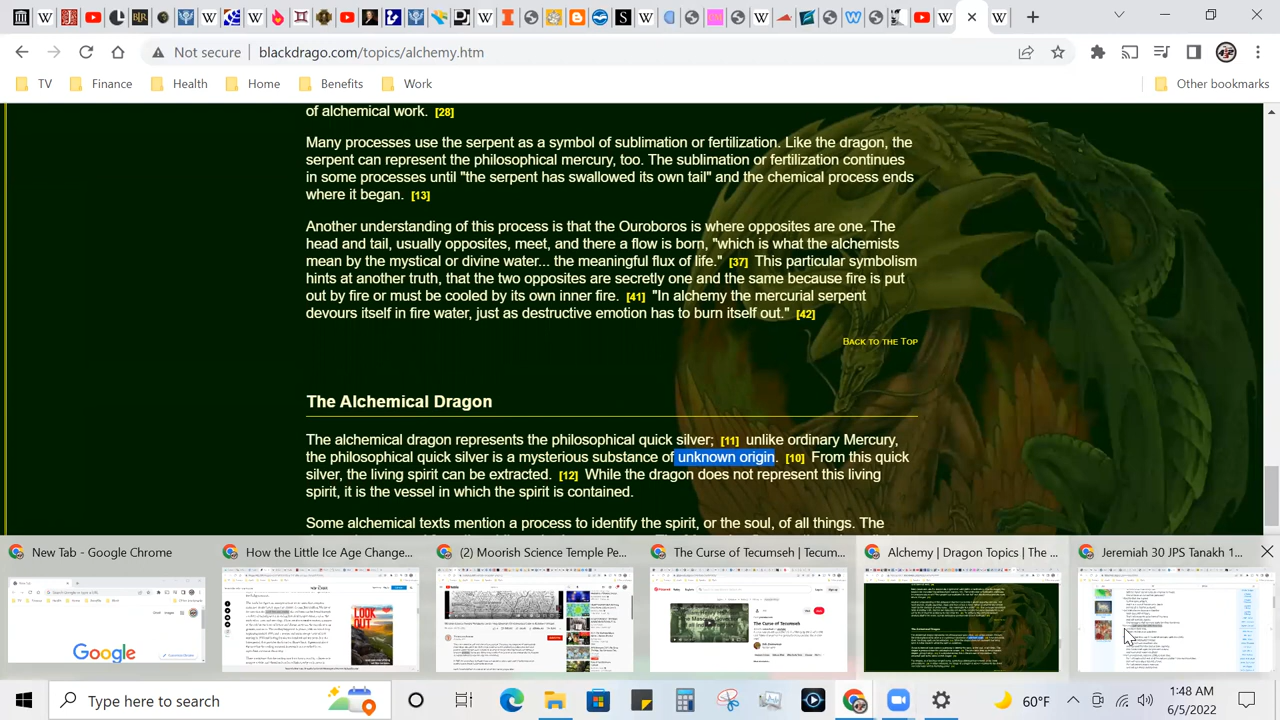 Not secure
blackdrago.com/topics/alchemy.htm
TV
Finance
Health
Home
Benefits
Work
Other bookmarks
of alchemical work. [28]
Many processes use the serpent as a symbol of sublimation or fertilization. Like the dragon, the
serpent can represent the philosophical mercury, too. The sublimation or fertilization continues
in some processes until "the serpent has swallowed its own tail" and the chemical process ends
where it began. [13]
Another understanding of this process is that the Ouroboros is where opposites are one. The
head and tail, usually opposites, meet, and there a flow is born, "which is what the alchemists
mean by the mystical or divine water... the meaningful flux of life." [37] This particular symbolism
hints at another truth, that the two opposites are secretly one and the same because fire is put
out by fire or must be cooled by its own inner fire. [41] "In alchemy the mercurial serpent
devours itself in fire water, just as destructive emotion has to burn itself out." [42]
Back to the Top
The Alchemical Dragon
The alchemical dragon represents the philosophical quick silver; [11] unlike ordinary Mercury,
the philosophical quick silver is a mysterious substance of unknown origin. [10] From this quick
silver, the living spirit can be extracted. [12] While the dragon does not represent this living
spirit, it is the vessel in which the spirit is contained.
Some alchemical texts mention a process to identify the spirit, or the soul, of all things. The
New Tab - Google Chrome
How the Little Ice Age Change...
(2) Moorish Science Temple Pe...
The Curse of Tecumseh | Tecum...
Alchemy | Dragon Topics | The ...
Jeremiah 30 JPS Tanakh 1...
Google
The Curse of Tecumseh
Type here to search
60°F
1:48 AM
6/5/2022